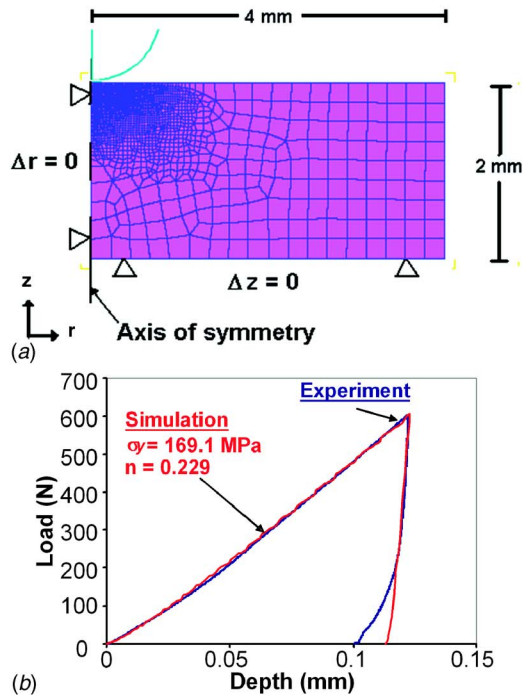 4 mm
Δr = 0
2 mm
Δz = 0
z
r
Axis of symmetry
(a)
700
600
500
400
300
200
100
0
Load (N)
Experiment
Simulation
σy= 169.1 MPa
n = 0.229
0
0.05
0.1
0.15
Depth (mm)
(b)